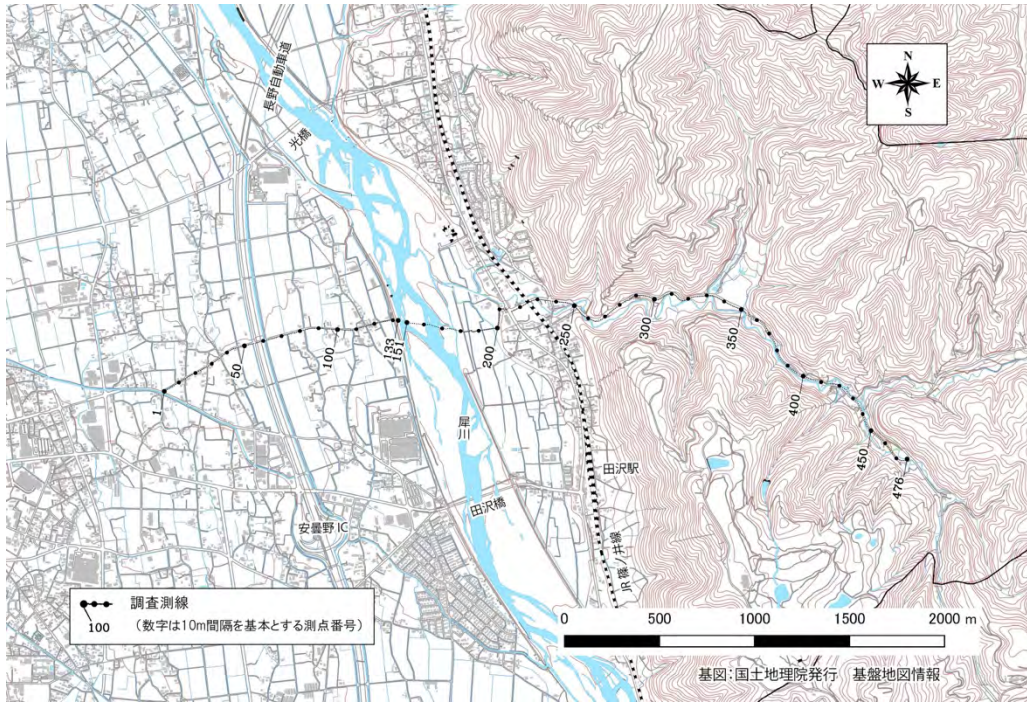 長野自動車道
光橋
N
W E
S
1
50
100
133
151
200
250
300
350
400
450
476
犀川
田沢駅
田沢橋
安曇野IC
JR篠ノ井線
調査測線
100
(数字は10m間隔を基本とする測点番号)
0 500 1000 1500 2000 m
基図:国土地理院発行 基盤地図情報